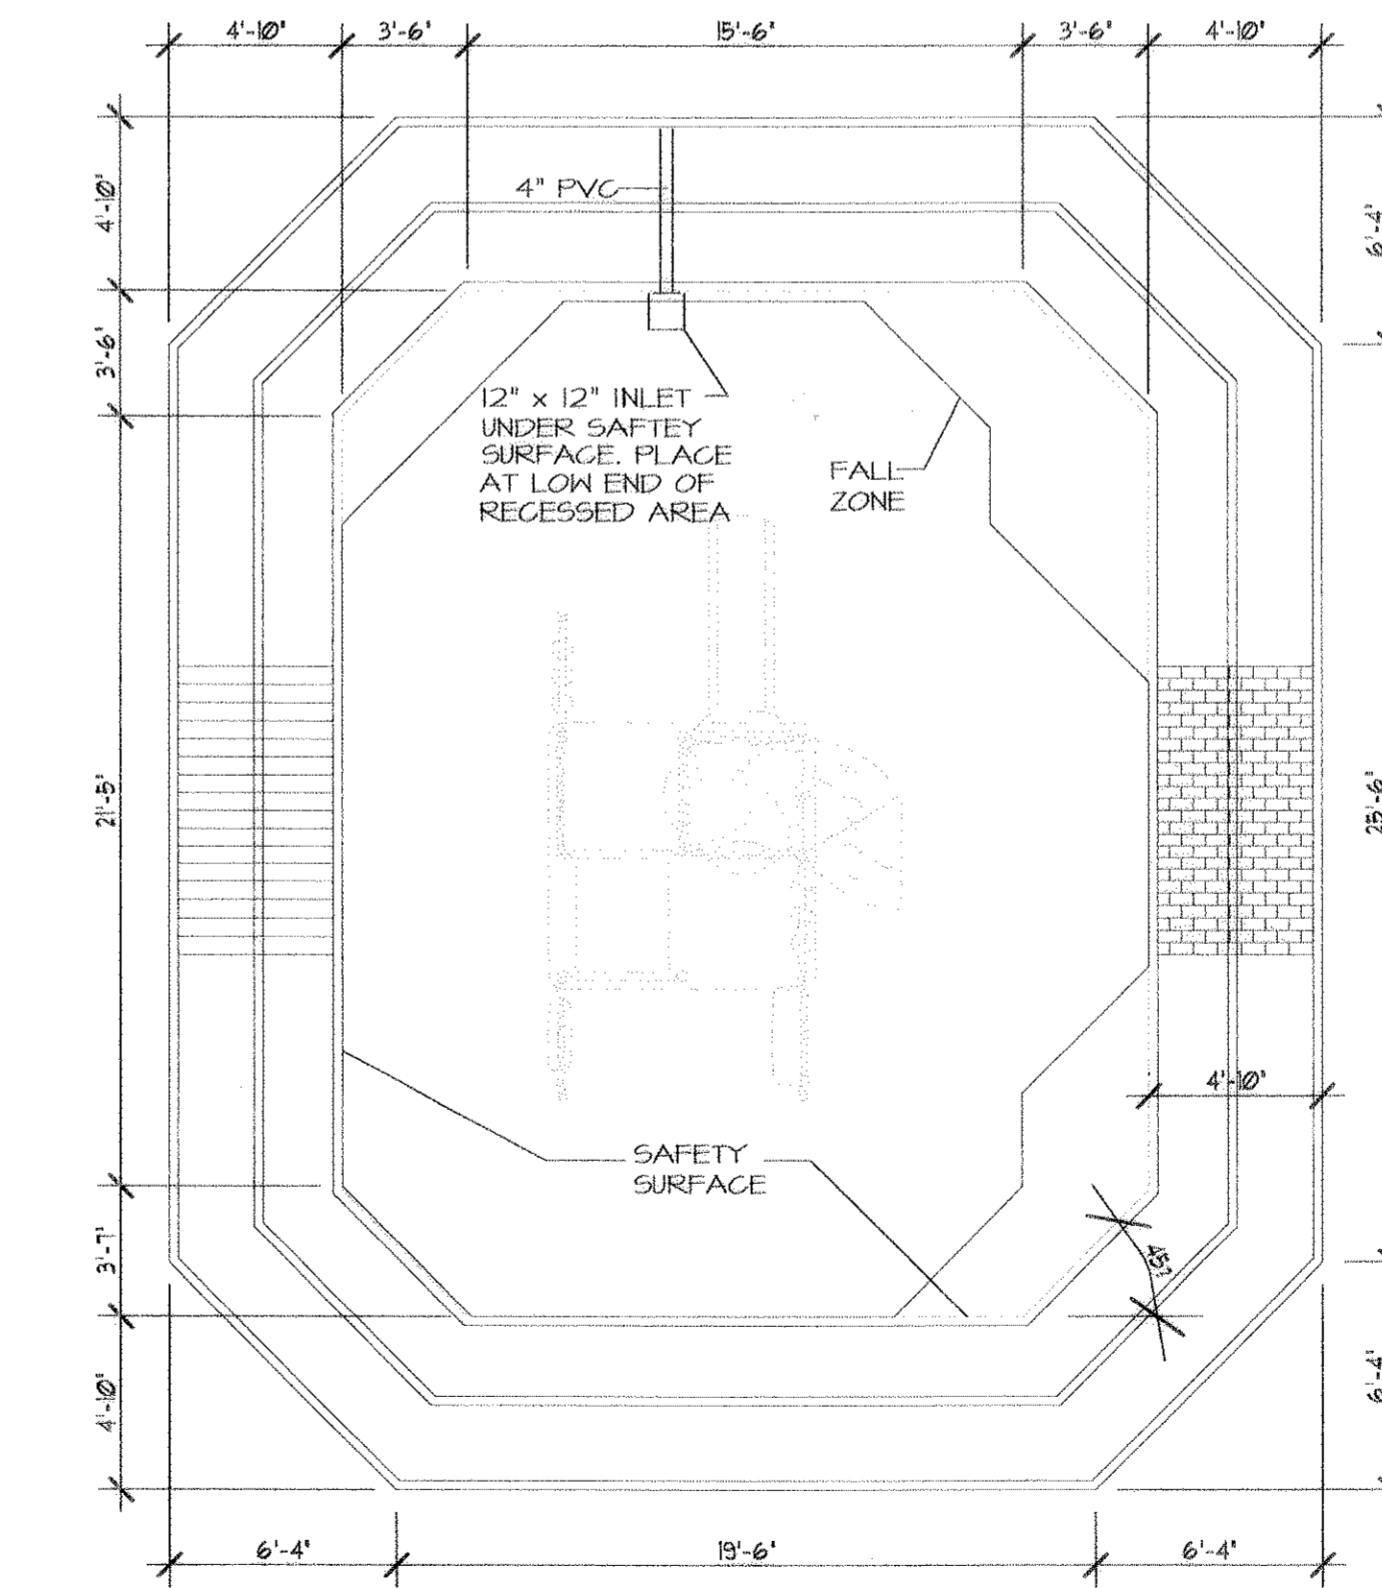 4'-10" 3'-6" 15'-6" 3'-6" 4'-10"
4'-10"
6'-4"
4" PVC
3'-6"
12" x 12" INLET
UNDER SAFTEY
SURFACE. PLACE
AT LOW END OF
RECESSED AREA
FALL
ZONE
21'-5"
25'-6"
4'-10"
SAFETY
SURFACE
45°
3'-7"
4'-10"
6'-4"
6'-4" 19'-6" 6'-4"